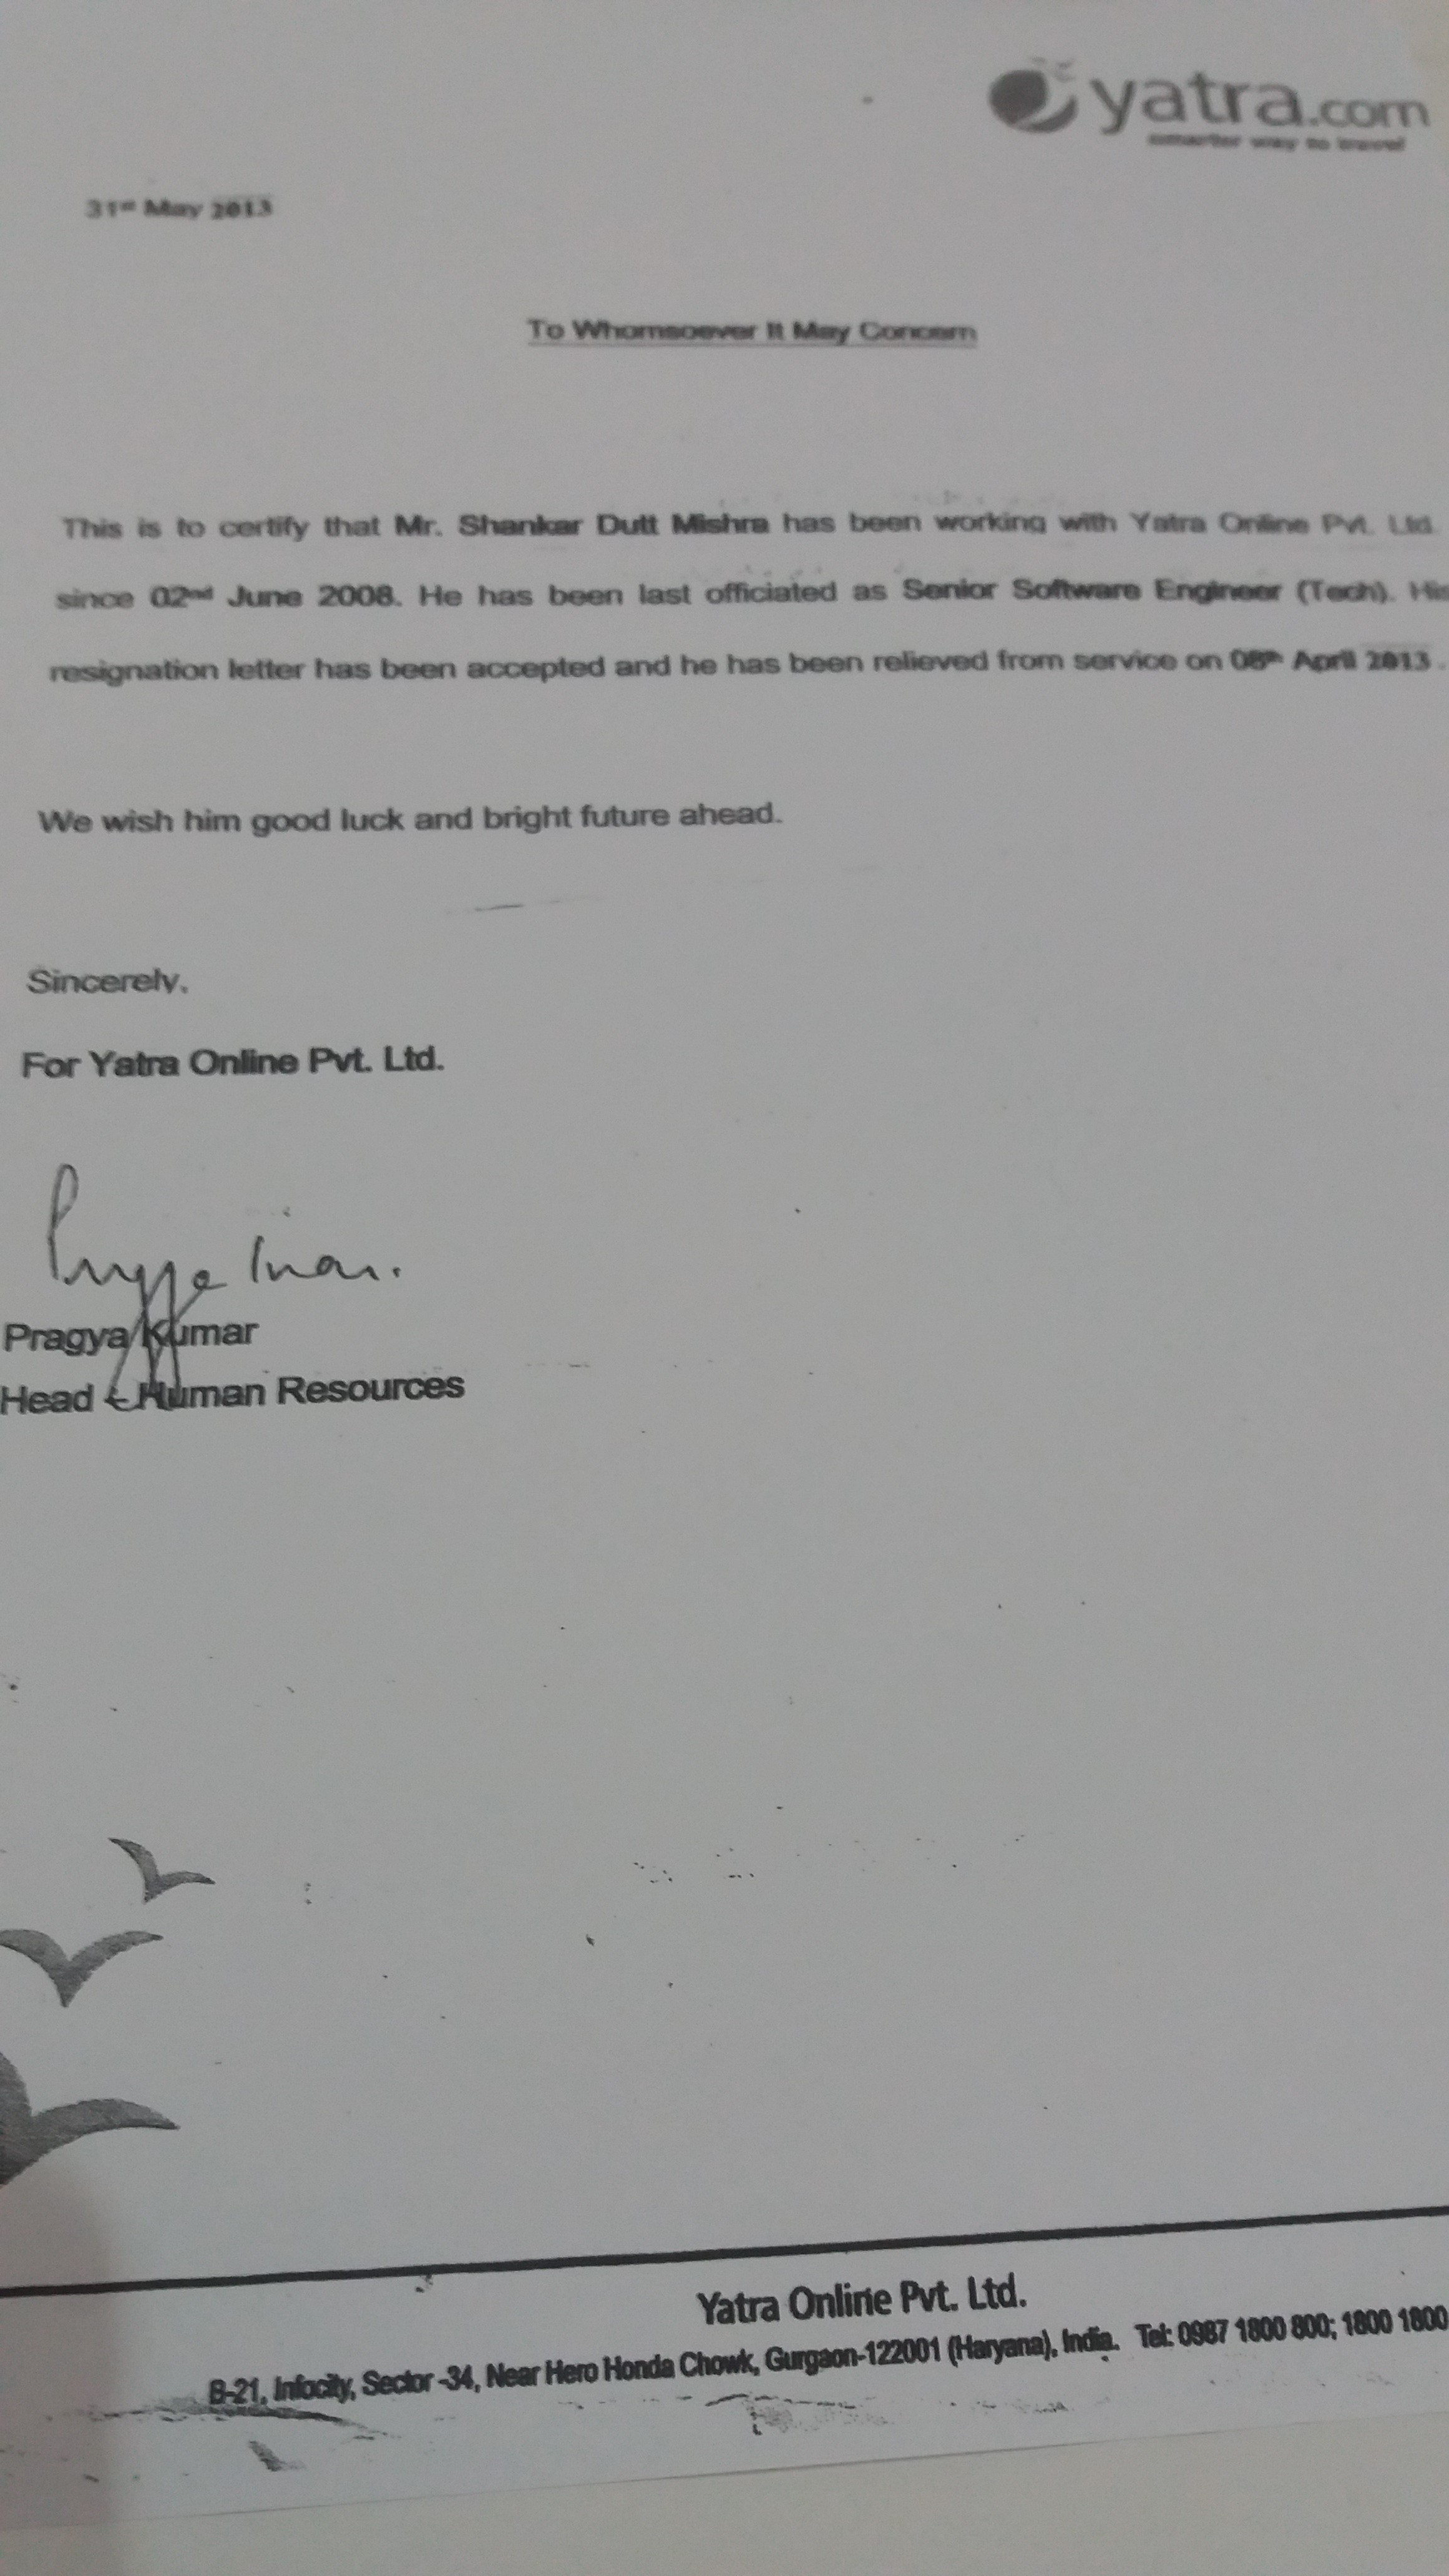 yatra.com
smarter way to travel
31st May 2013
To Whomsoever It May Concern
This is to certify that Mr. Shankar Dutt Mishra has been working with Yatra Online Pvt. Ltd.
since 02nd June 2008. He has been last officiated as Senior Software Engineer (Tech). His
resignation letter has been accepted and he has been relieved from service on April 2013.
We wish him good luck and bright future ahead.
Sincerely,
For Yatra Online Pvt. Ltd.
Pragya Kumar
Head - Human Resources
Yatra Online Pvt. Ltd.
B-21, Infocity, Sector -34, Near Hero Honda Chowk, Gurgaon-122001 (Haryana), India. Tel: 0987 1800 800; 1800 1800